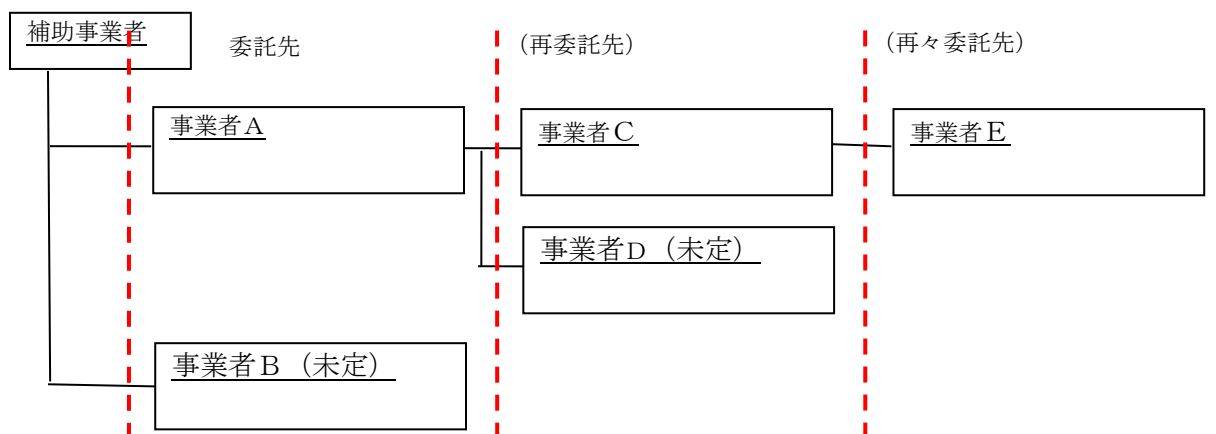 補助事業者
委託先
（再委託先）
（再々委託先）
事業者Ａ
事業者Ｃ
事業者Ｅ
事業者D（未定）
事業者Ｂ（未定）